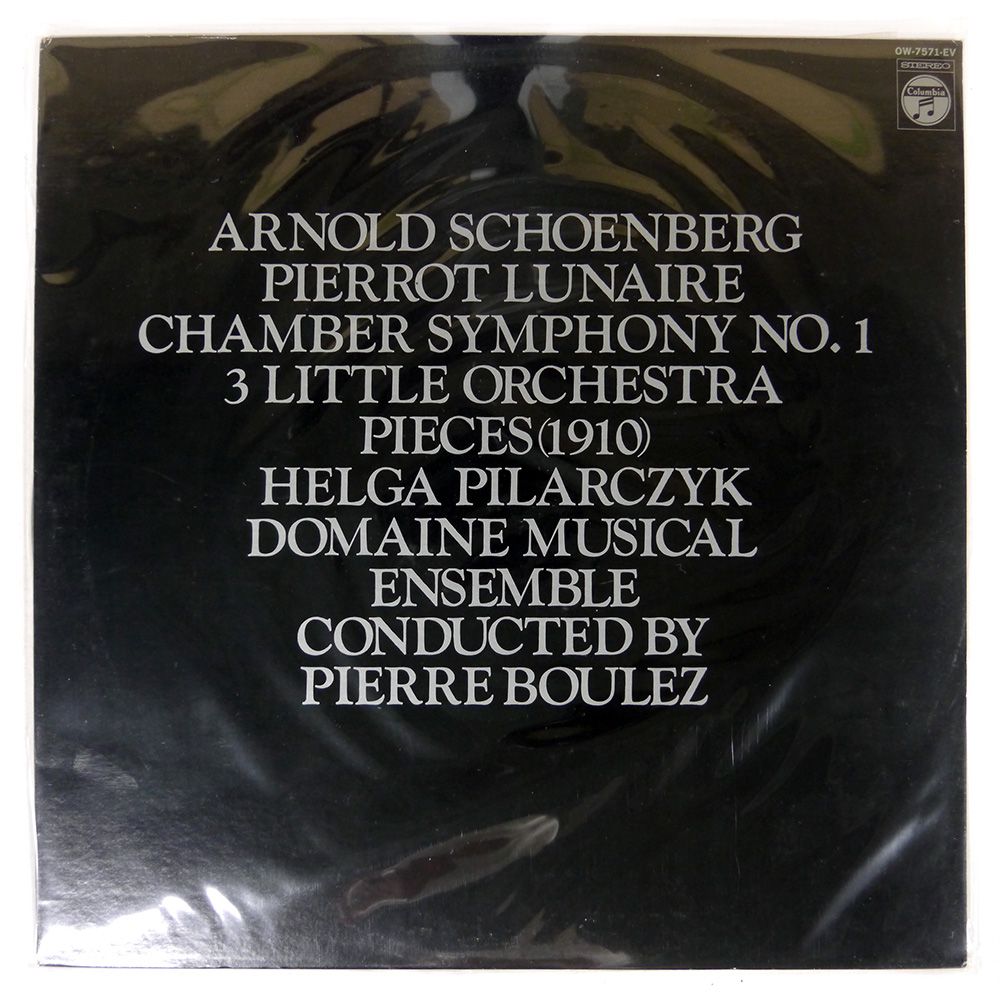 OW-7571-EV
STEREO
Columbia
ARNOLD SCHOENBERG
PIERROT LUNAIRE
CHAMBER SYMPHONY NO. 1
3 LITTLE ORCHESTRA
PIECES (1910)
HELGA PILARCZYK
DOMAINE MUSICAL
ENSEMBLE
CONDUCTED BY
PIERRE BOULEZ